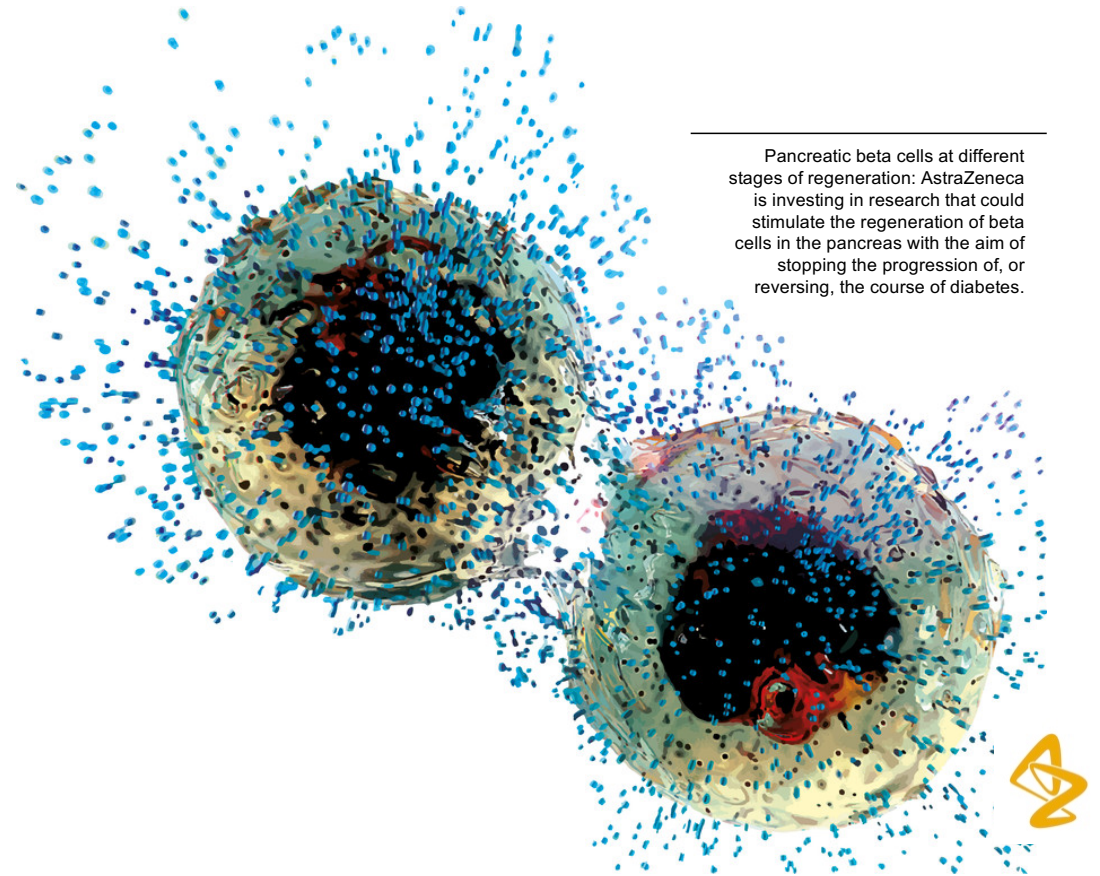 Pancreatic beta cells at different
stages of regeneration: AstraZeneca
is investing in research that could
stimulate the regeneration of beta
cells in the pancreas with the aim of
stopping the progression of, or
reversing, the course of diabetes.